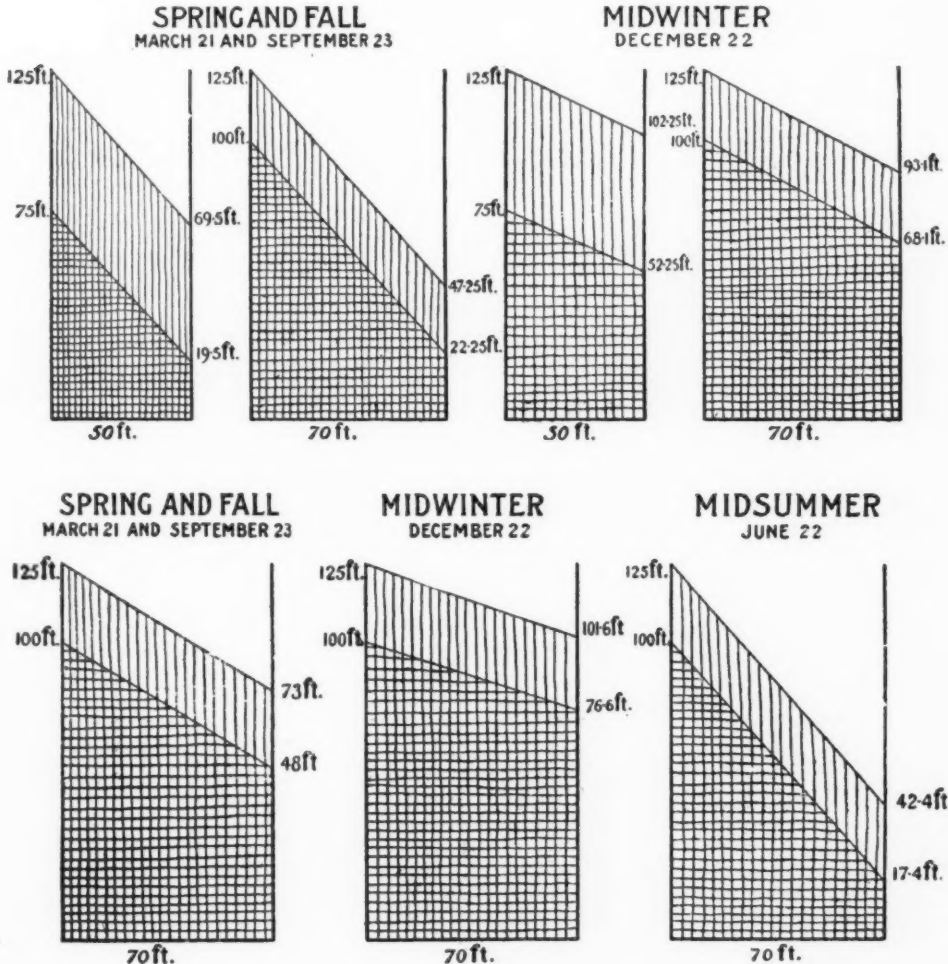 SPRING AND FALL
MARCH 21 AND SEPTEMBER 23
MIDWINTER
DECEMBER 22
125ft.
125ft.
125ft.
125ft.
102·25ft.
100ft.
100ft.
93·1ft.
75ft.
69·5ft.
75ft.
68·1ft.
47·25ft.
52·25ft.
19·5ft.
22·25ft.
50ft.
70ft.
50ft.
70ft.
SPRING AND FALL
MARCH 21 AND SEPTEMBER 23
MIDWINTER
DECEMBER 22
MIDSUMMER
JUNE 22
125ft.
125ft.
125ft.
100ft.
100ft
101·6ft
100ft
73ft.
76·6ft.
48ft
42·4ft
17·4ft.
70ft.
70ft.
70ft.